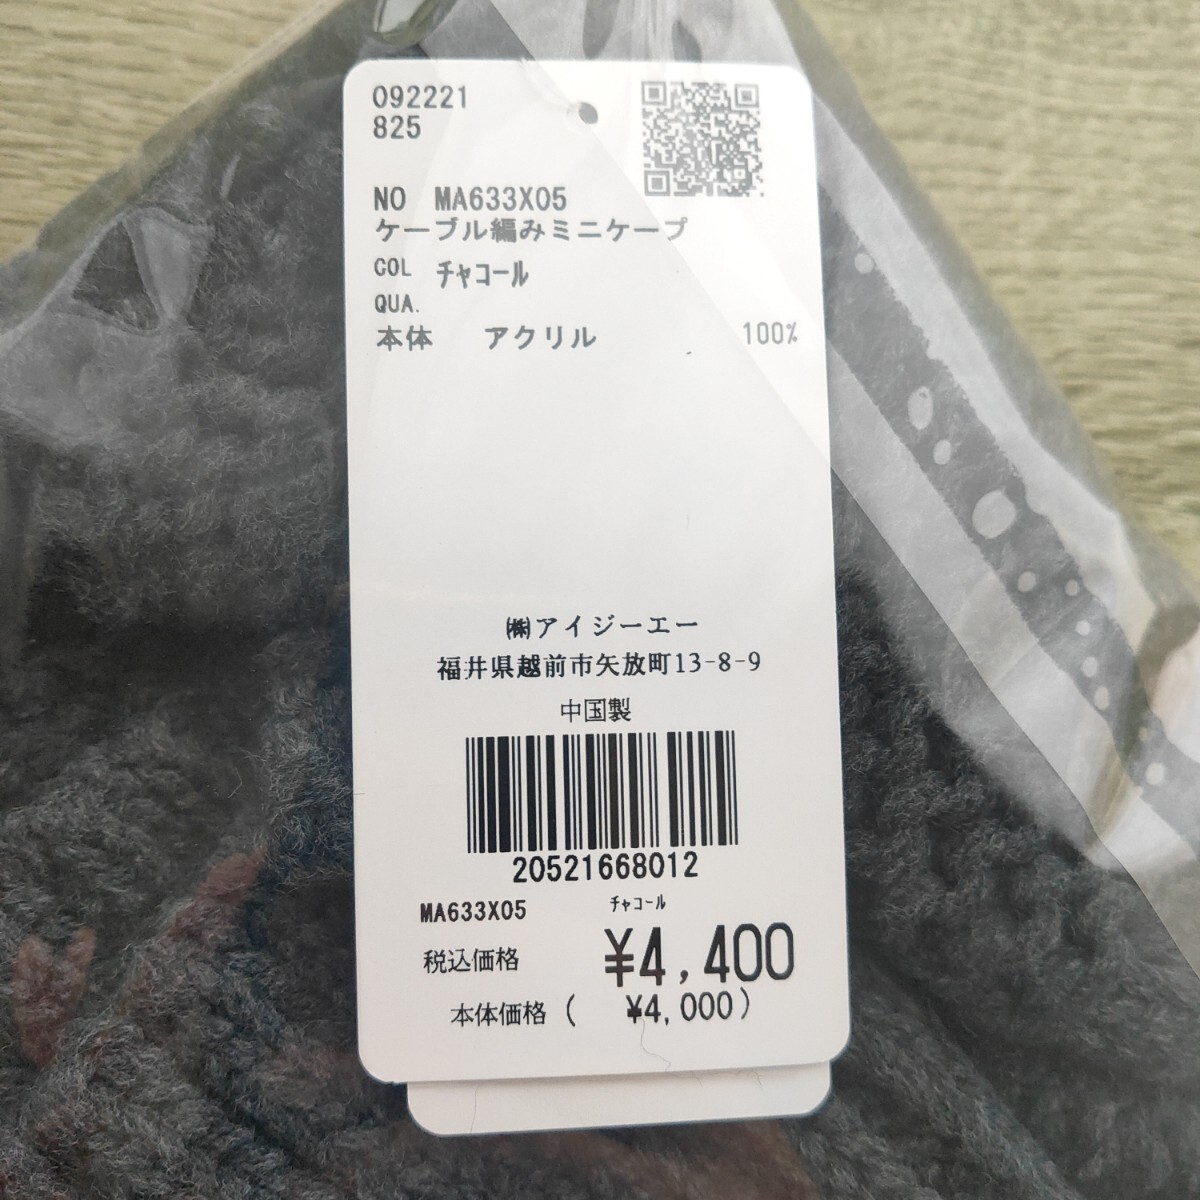 092221
825
NO MA633X05
ケーブル編みミニケープ
COL チャコール
QUA.
本体 アクリル 100%
㈱アイジーエー
福井県越前市矢放町13-8-9
中国製
20521668012
MA633X05 チャコール
税込価格 ¥4,400
本体価格( ¥4,000)